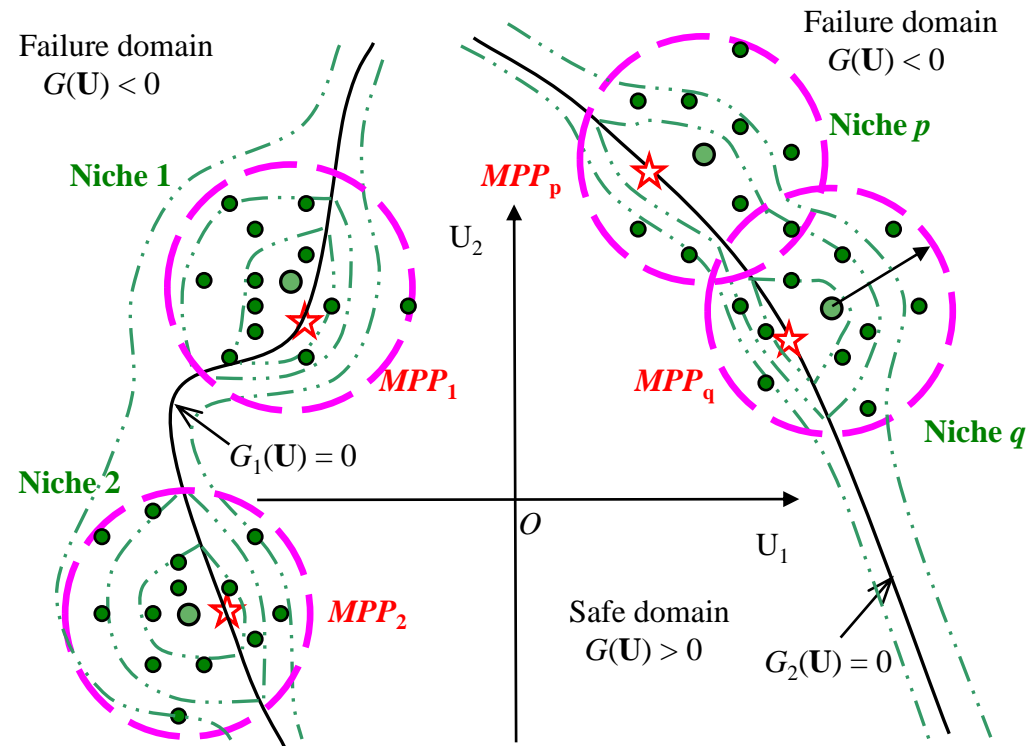 Failure domain
G(U) < 0
Failure domain
G(U) < 0
Niche p
Niche 1
MPPₚ
U₂
MPP₁
MPP_q
Niche q
G₁(U) = 0
Niche 2
O
U₁
MPP₂
Safe domain
G(U) > 0
G₂(U) = 0